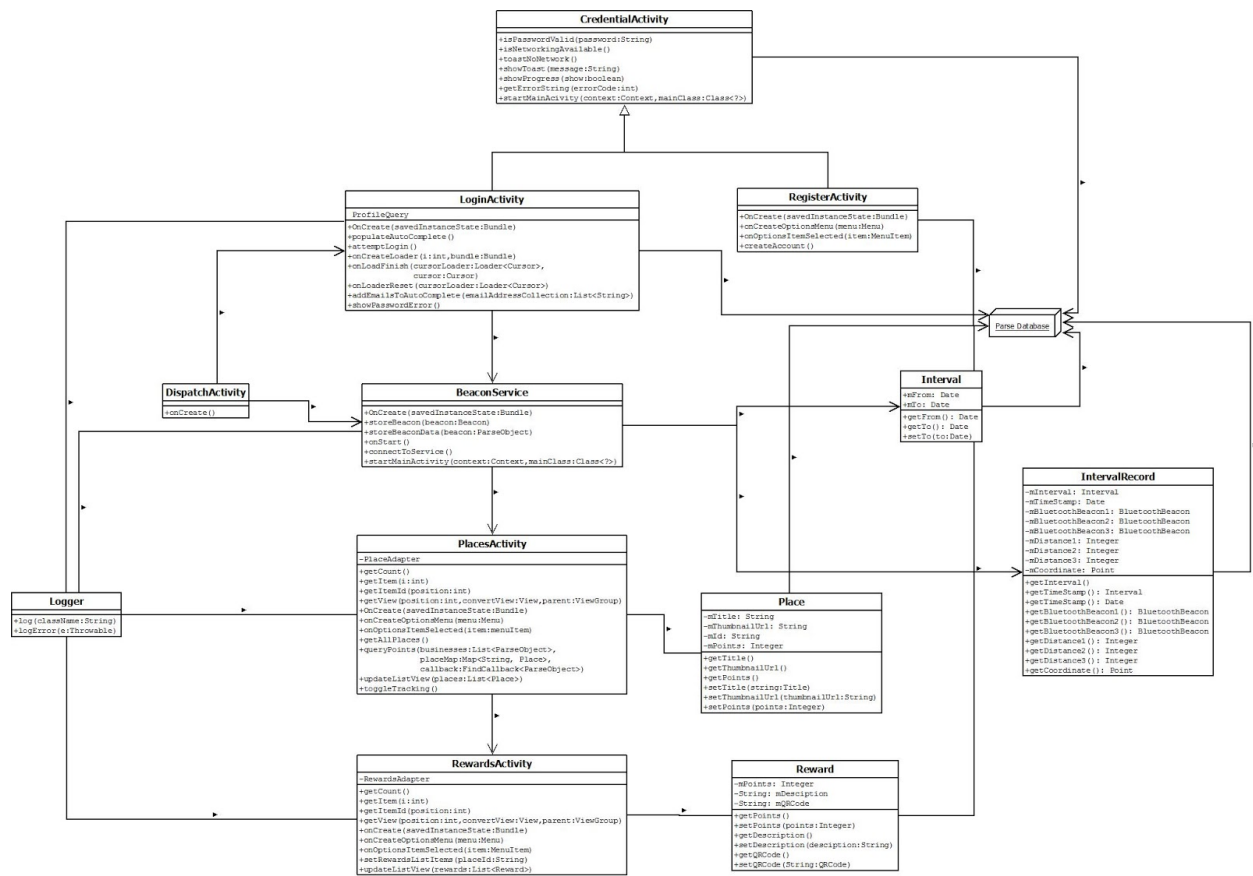 CredentialActivity
+isPasswordValid(password:String)
+isNetworkingAvailable()
+toastNoNetwork()
+showToast(message:String)
+showProgress(show:boolean)
+getErrorString(errorCode:int)
+startMainAcivity(context:Context,mainClass:Class<?>)
LoginActivity
ProfileQuery
+OnCreate(savedInstanceState:Bundle)
+populateAutoComplete()
+attemptLogin()
+onCreateLoader(i:int,bundle:Bundle)
+onLoadFinish(cursorLoader:Loader<Cursor>,
cursor:Cursor)
+onLoaderReset(cursorLoader:Loader<Cursor>)
+addEmailsToAutoComplete(emailAddressCollection:List<String>)
+showPasswordError()
RegisterActivity
+OnCreate(savedInstanceState:Bundle)
+onCreateOptionsMenu(menu:Menu)
+onOptionsItemSelected(item:MenuItem)
+createAccount()
Parse Database
DispatchActivity
+onCreate()
BeaconService
+OnCreate(savedInstanceState:Bundle)
+storeBeacon(beacon:Beacon)
+storeBeaconData(beacon:ParseObject)
+onStart()
+connectToService()
+startMainActivity(context:Context,mainClass:Class<?>)
Interval
+mFrom: Date
+mTo: Date
+getFrom(): Date
+getTo(): Date
+setTo(to:Date)
IntervalRecord
-mInterval: Interval
-mTimeStamp: Date
-mBluetoothBeacon1: BluetoothBeacon
-mBluetoothBeacon2: BluetoothBeacon
-mBluetoothBeacon3: BluetoothBeacon
-mDistance1: Integer
-mDistance2: Integer
-mDistance3: Integer
-mCoordinate: Point
+getInterval()
+getTimeStamp(): Interval
+getTimeStamp(): Date
+getBluetoothBeacon1(): BluetoothBeacon
+getBluetoothBeacon2(): BluetoothBeacon
+getBluetoothBeacon3(): BluetoothBeacon
+getDistance1(): Integer
+getDistance2(): Integer
+getDistance3(): Integer
+getCoordinate(): Point
PlacesActivity
-PlaceAdapter
+getCount()
+getItem(i:int)
+getItemId(position:int)
+getView(position:int,convertView:View,parent:ViewGroup)
+OnCreate(savedInstanceState:Bundle)
+onCreateOptionsMenu(menu:Menu)
+onOptionsItemSelected(item:menuItem)
+getAllPlaces()
+queryPoints(businesses:List<ParseObject>,
placeMap:Map<String, Place>,
callback:FindCallback<ParseObject>)
+updateListView(places:List<Place>)
+toggleTracking()
Logger
+log(className:String)
+logError(e:Throwable)
Place
-mTitle: String
-mThumbnailUrl: String
-mId: String
-mPoints: Integer
+getTitle()
+getThumbnailUrl()
+getPoints()
+setTitle(string:Title)
+setThumbnailUrl(thumbnailUrl:String)
+setPoints(points:Integer)
RewardsActivity
-RewardsAdapter
+getCount()
+getItem(i:int)
+getItemId(position:int)
+getView(position:int,convertView:View,parent:ViewGroup)
+onCreate(savedInstanceState:Bundle)
+onCreateOptionsMenu(menu:Menu)
+onOptionsItemSelected(item:MenuItem)
+setRewardsListItems(placeId:String)
+updateListView(rewards:List<Reward>)
Reward
-mPoints: Integer
-String: mDesciption
-String: mQRCode
+getPoints()
+setPoints(points:Integer)
+getDescription()
+setDescription(desciption:String)
+getQRCode()
+setQRCode(String:QRCode)